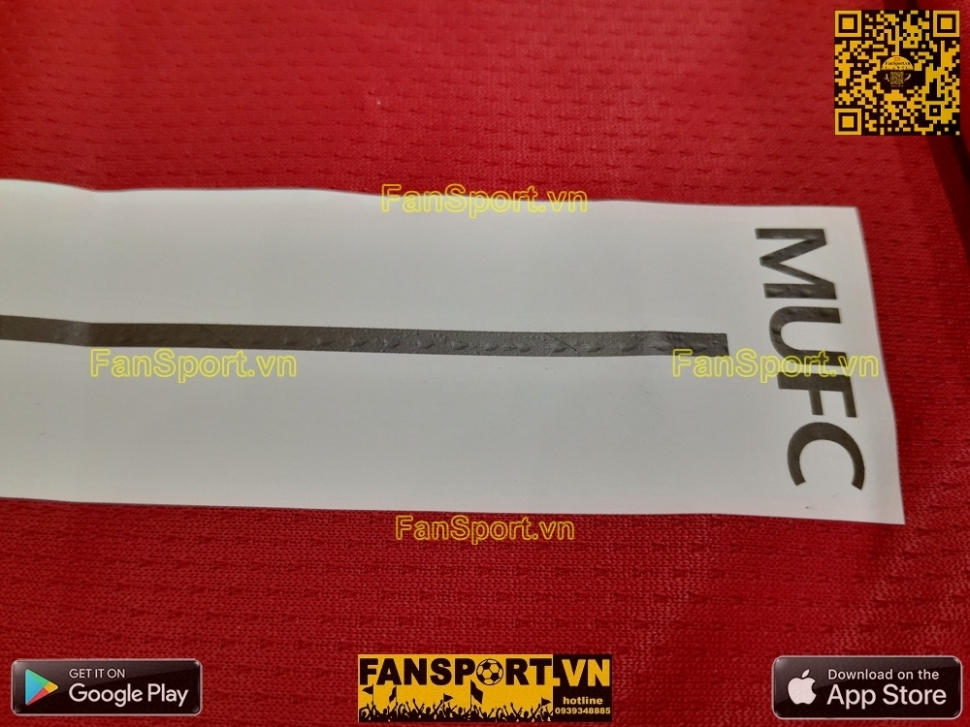 FanSport.vn
MUFC
FanSport.vn
FanSport.vn
FanSport.vn
GET IT ON
Google Play
FANSPORT.VN
hotline
0939348885
Download on the
App Store